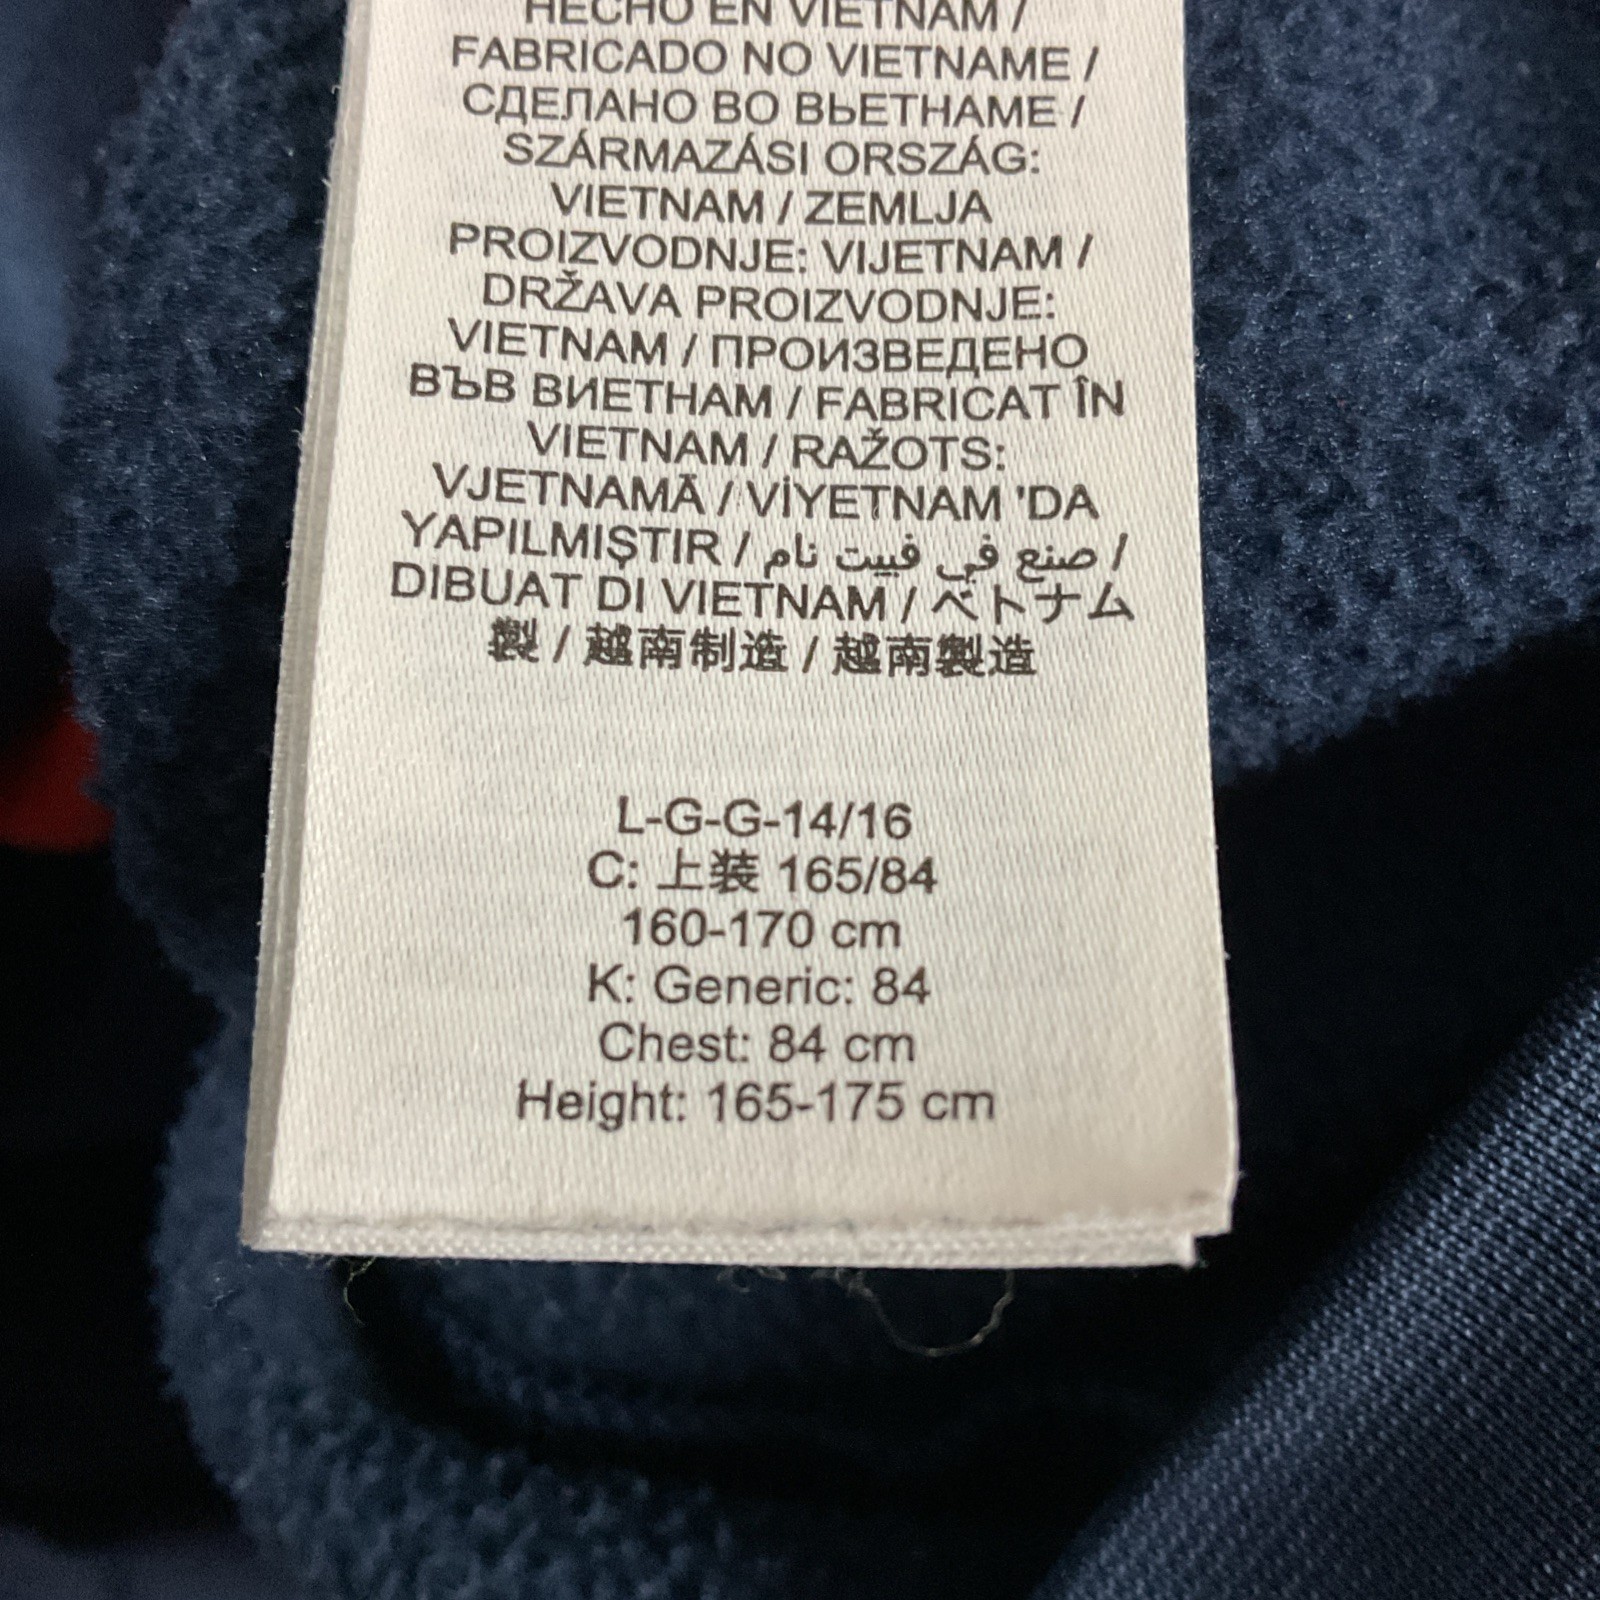 HECHO EN VIETNAM /
FABRICADO NO VIETNAME /
СДЕЛАНО ВО ВЬЕТНАМЕ /
SZÁRMAZÁSI ORSZÁG:
VIETNAM / ZEMLJA
PROIZVODNJE: VIJETNAM /
DRŽAVA PROIZVODNJE:
VIETNAM / ПРОИЗВЕДЕНО
ВЪВ ВИЕТНАМ / FABRICAT ÎN
VIETNAM / RAŽOTS:
VJETNAMĀ / VİYETNAM 'DA
YAPILMIŞTIR / صنع في فييت نام /
DIBUAT DI VIETNAM / ベトナム
製 / 越南制造 / 越南製造
L-G-G-14/16
C: 上装 165/84
160-170 cm
K: Generic: 84
Chest: 84 cm
Height: 165-175 cm